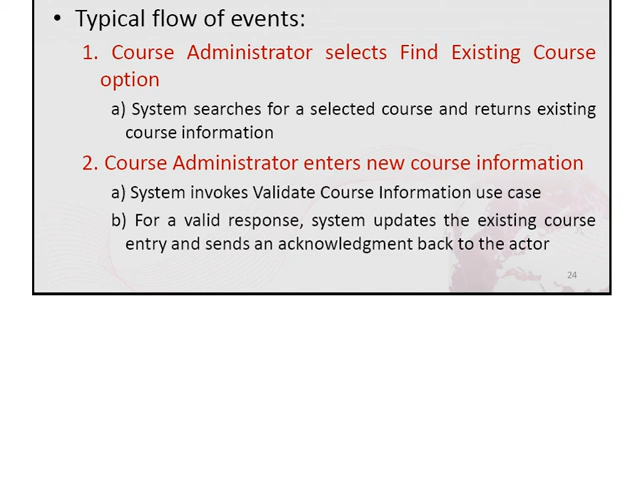 • Typical flow of events:
1. Course Administrator selects Find Existing Course
option
a) System searches for a selected course and returns existing
course information
2. Course Administrator enters new course information
a) System invokes Validate Course Information use case
b) For a valid response, system updates the existing course
entry and sends an acknowledgment back to the actor
24